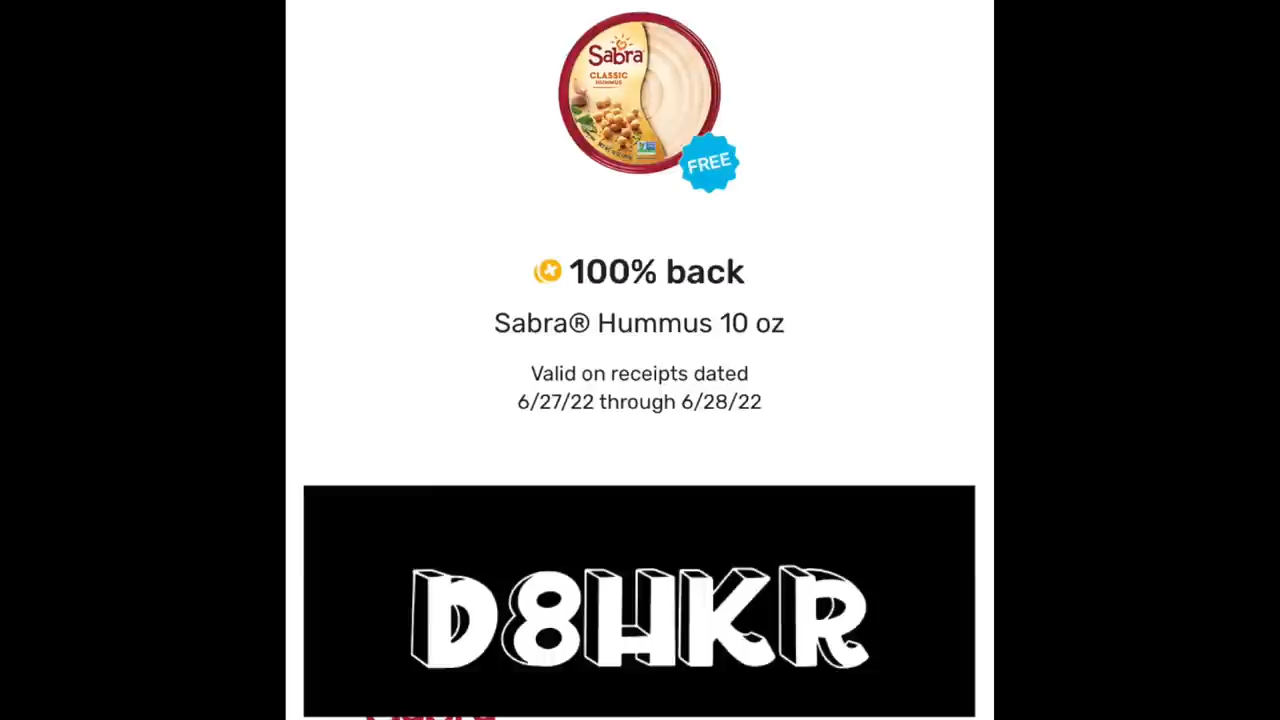 Sabra
CLASSIC
HUMMUS
FREE
100% back
Sabra® Hummus 10 oz
Valid on receipts dated
6/27/22 through 6/28/22
D8HKR